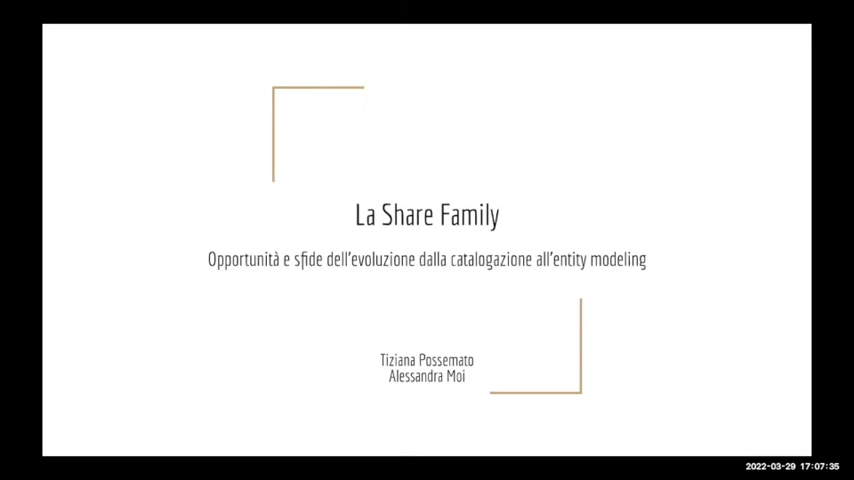 La Share Family
Opportunità e sfide dell'evoluzione dalla catalogazione all'entity modeling
Tiziana Possemato
Alessandra Moi
2022-03-29 17:07:35